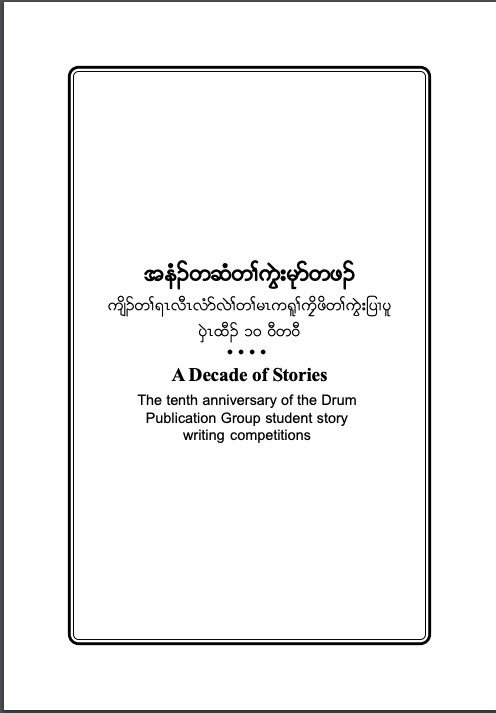 အနံၣ်တဆံတၢ်ကွဲးမုာ်တဖၣ်
ကျိၣ်တၢ်ရၤလီၤလံာ်လဲၢ်တၢ်မၤကရူၢ်ကၠိဖိတၢ်ကွဲးပြၢပူ
ပှဲၤထီၣ် ၁၀ ဝီတဝီ
• • • •
A Decade of Stories
The tenth anniversary of the Drum
Publication Group student story
writing competitions